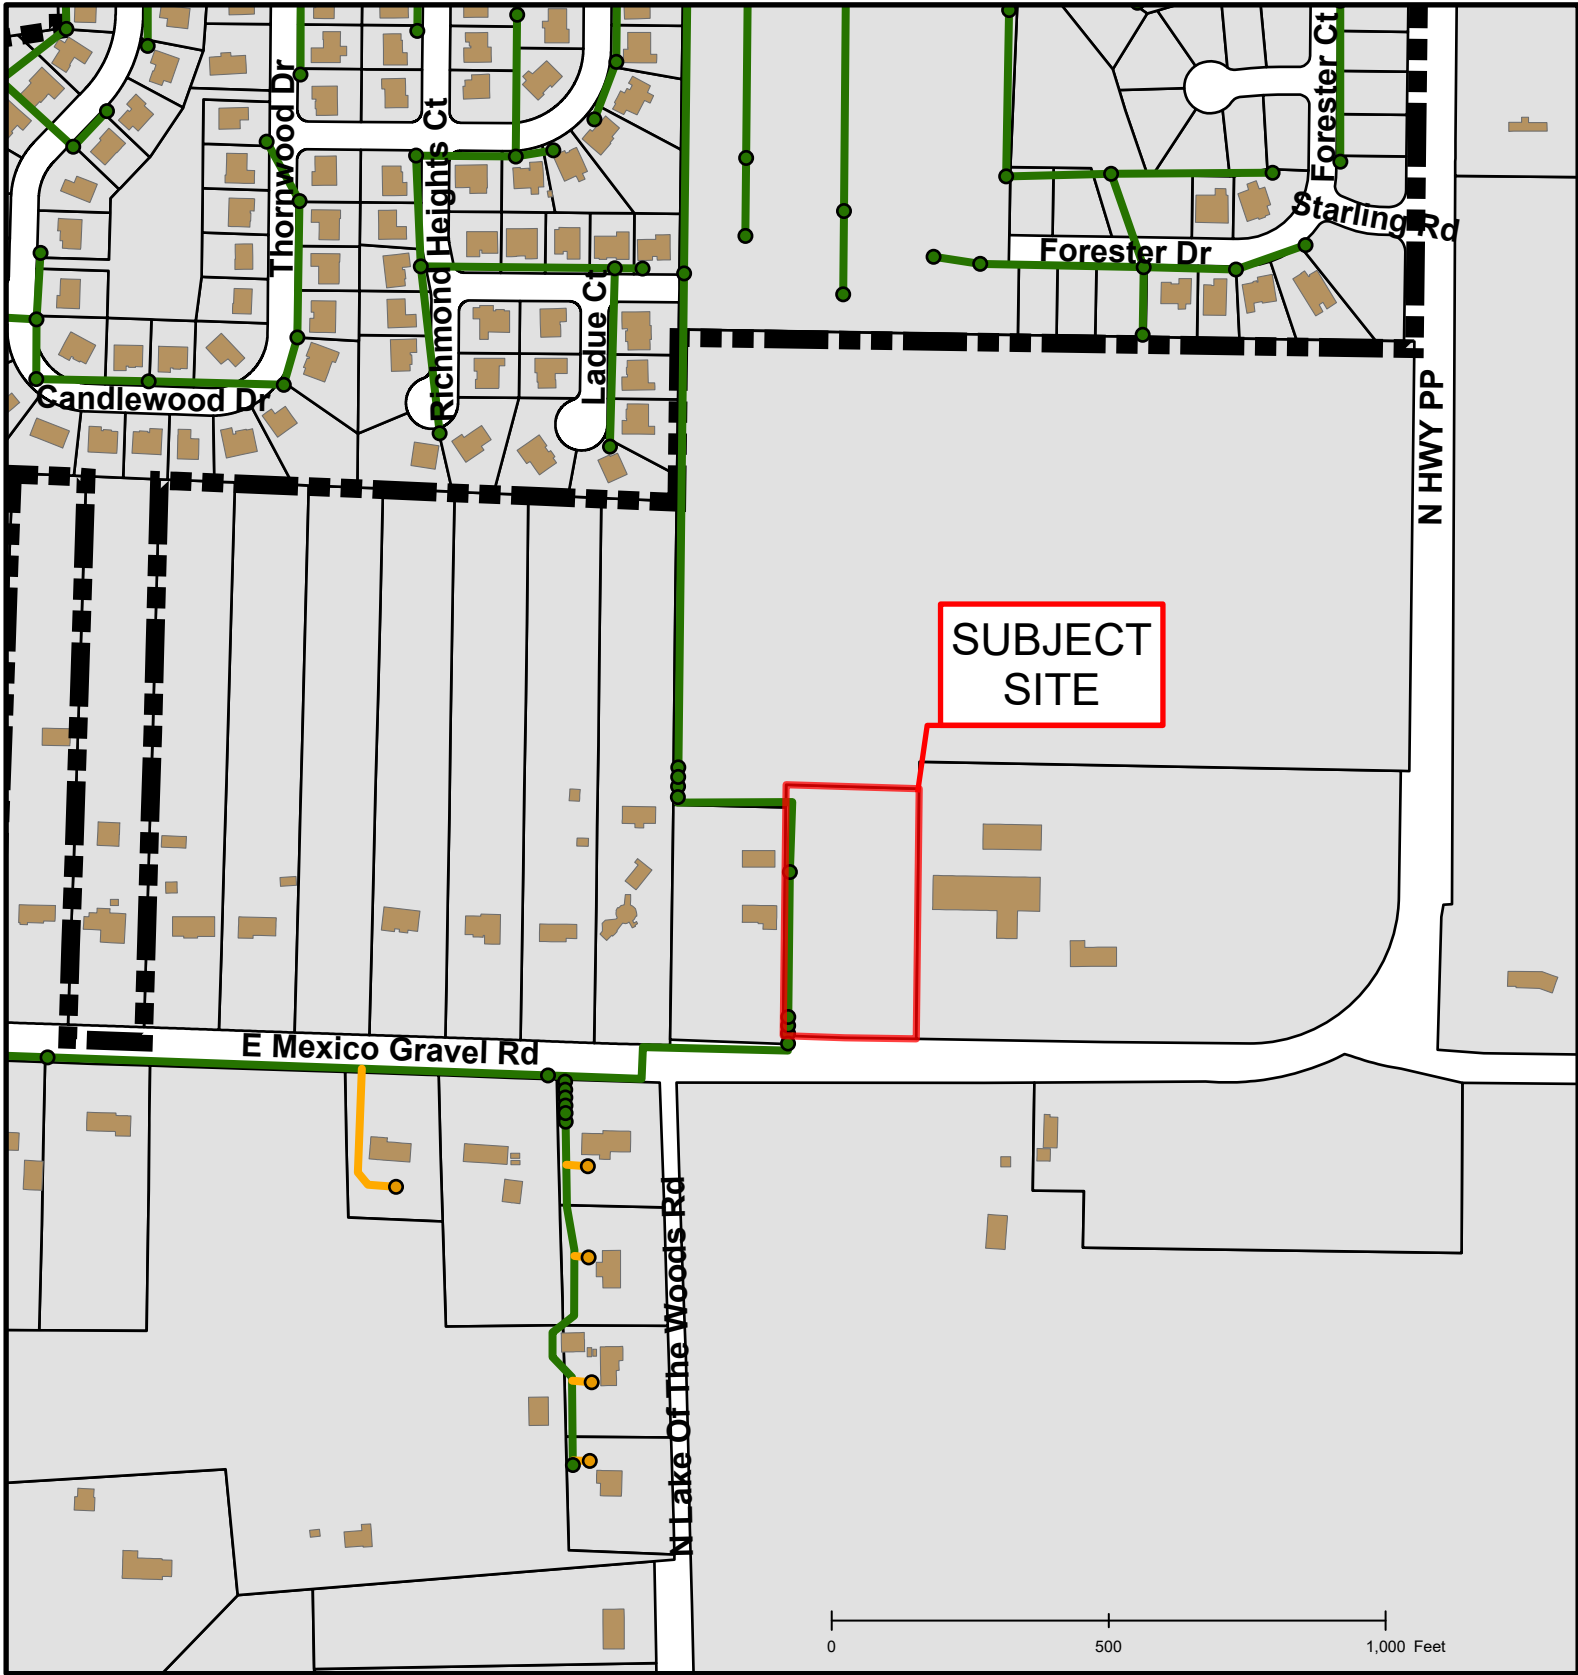 Forester Ct
Thornwood Dr
Richmond Heights Ct
Starling Rd
Forester Dr
Ladue Ct
Candlewood Dr
N HWY PP
SUBJECT
SITE
E Mexico Gravel Rd
N Lake Of The Woods Rd
0 500 1,000 Feet